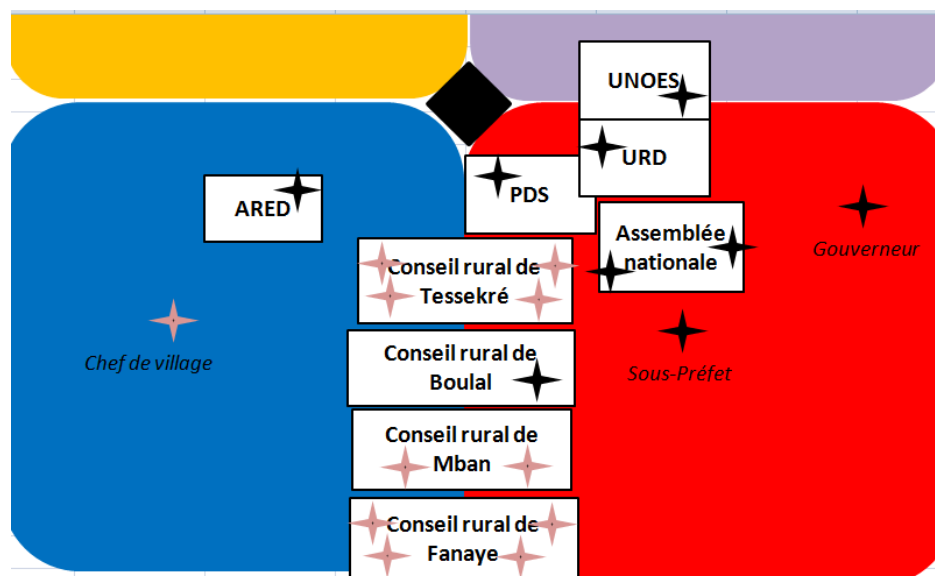 UNOES
URD
ARED
PDS
Assemblée
nationale
Gouverneur
Conseil rural de
Tessekré
Chef de village
Sous-Préfet
Conseil rural de
Boulal
Conseil rural de
Mban
Conseil rural de
Fanaye